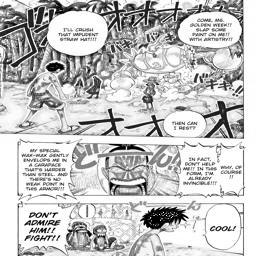 COME, MS.
GOLDEN WEEK!!
SLAP SOME
PAINT ON ME!!
WITH ARTISTRY!!
I'LL CRUSH
THAT IMPUDENT
STRAW HAT!!!
THEN CAN
I REST?
WHY, OF
COURSE
!!
IN FACT,
DON'T HELP
ME!! IN THIS
FORM, I'M
ALREADY
INVINCIBLE!!!
MY SPECIAL
WAX-WAX GENTLY
ENVELOPS ME IN
A CARAPACE
THAT'S HARDER
THAN STEEL. AND
THERE'S NO
WEAK POINT IN
THIS ARMOR!!!
COOL!
DON'T
ADMIRE
HIM!!
FIGHT!!